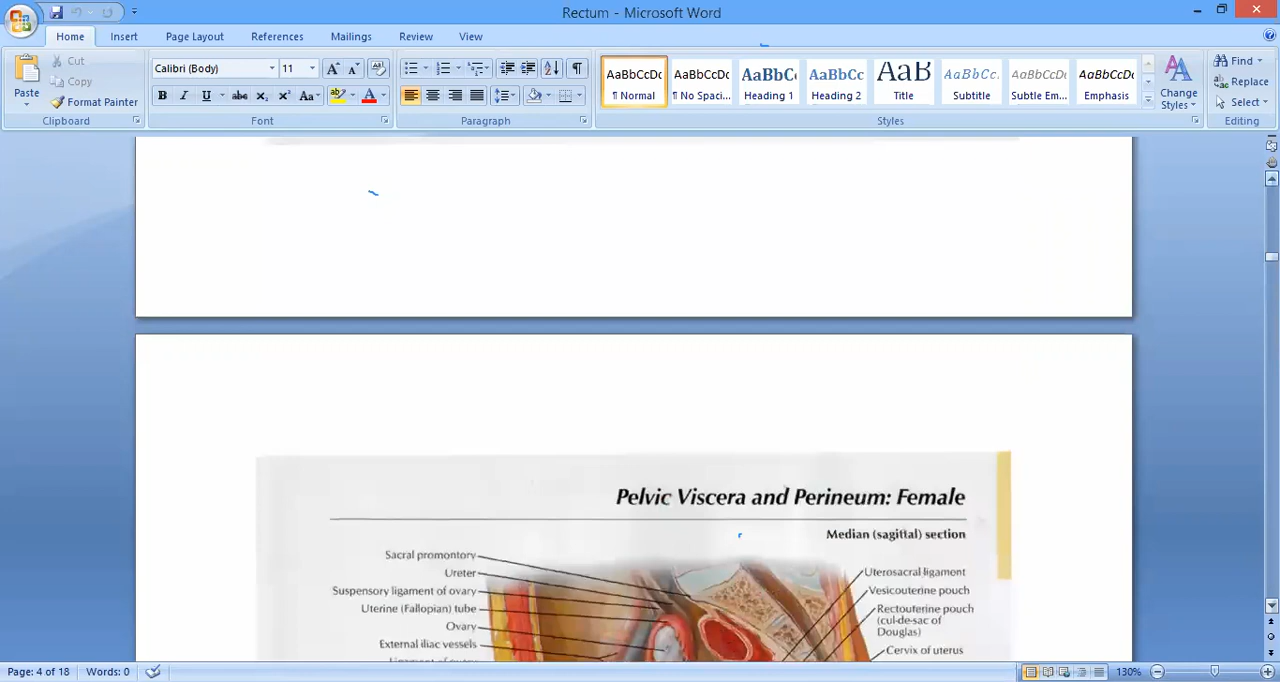 Rectum - Microsoft Word
Home Insert Page Layout References Mailings Review View
Paste
Cut
Copy
Format Painter
Clipboard
Calibri (Body) 11
Font
Paragraph
AaBbCcDc AaBbCcDc AaBbC AaBbCc AaB AaBbCc. AaBbCcDc AaBbCcDc
¶ Normal ¶ No Spaci... Heading 1 Heading 2 Title Subtitle Subtle Em... Emphasis
Styles
Change Styles
Find
Replace
Select
Editing
Pelvic Viscera and Perineum: Female
Median (sagittal) section
Sacral promontory
Ureter
Suspensory ligament of ovary
Uterine (Fallopian) tube
Ovary
External iliac vessels
Uterosacral ligament
Vesicouterine pouch
Rectouterine pouch
(cul-de-sac of
Douglas)
Cervix of uterus
Page: 4 of 18 Words: 0 130%